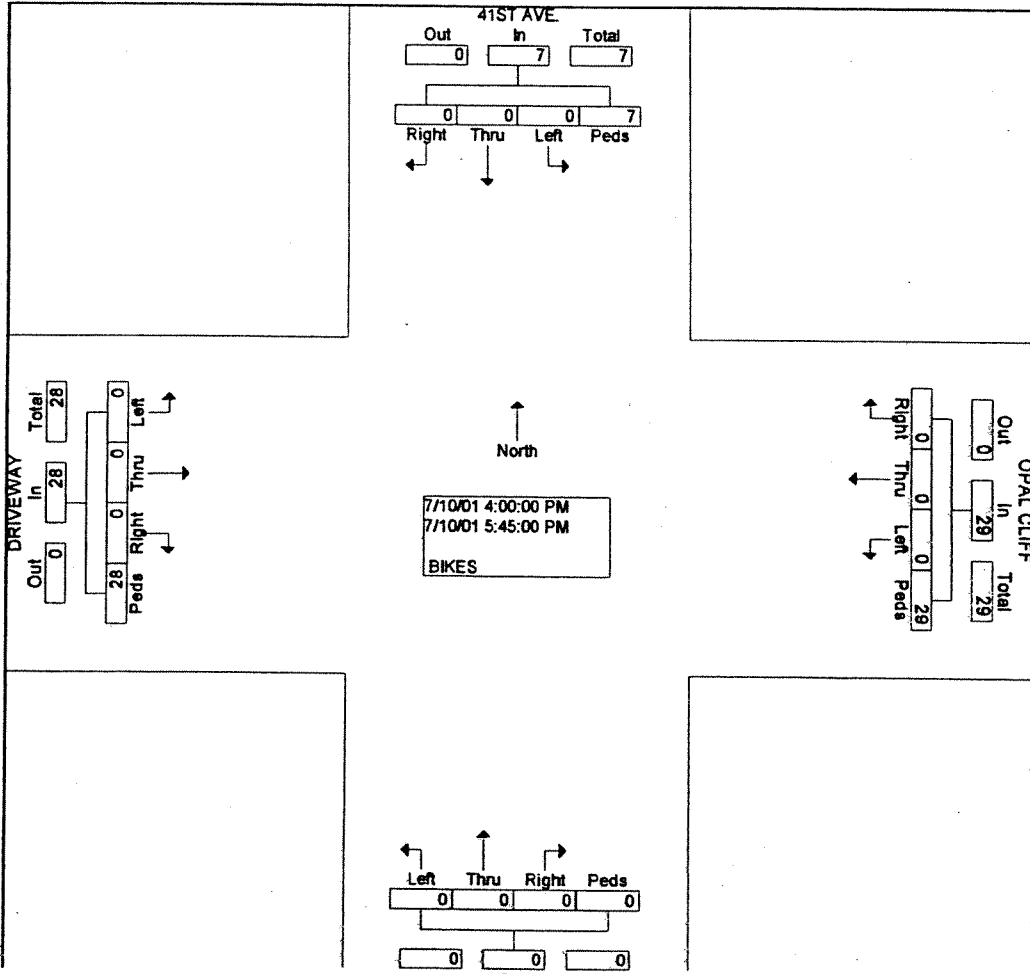 41ST AVE.
Out In Total
0 7 7
0 0 0 7
Right Thru Left Peds
DRIVEWAY
Total In Out
28 28 0
0 0 0 28
Left Thru Right Peds
North
7/10/01 4:00:00 PM
7/10/01 5:45:00 PM
BIKES
Right Thru Left Peds
0 0 0 29
Out In Total
0 29 29
OPAL CLIFF
Left Thru Right Peds
0 0 0 0
0 0 0